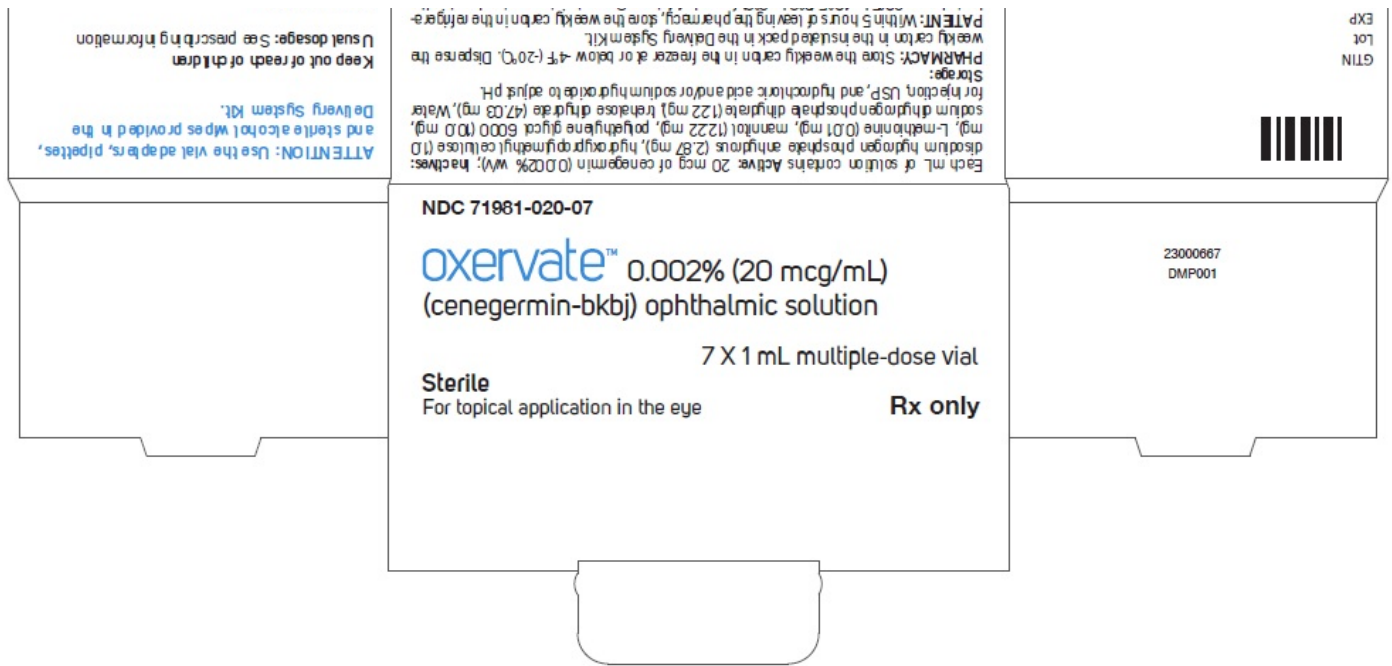 NDC 71981-020-07
oxervate™ 0.002% (20 mcg/mL)
(cenegermin-bkbj) ophthalmic solution
7 X 1 mL multiple-dose vial
Sterile
For topical application in the eye
Rx only
23000667
DMP001
GTIN
Lot
EXP
Each mL of solution contains Active: 20 mcg of cenegermin (0.002% w/v); Inactives:
disodium hydrogen phosphate anhydrous (2.87 mg), hydroxypropylmethyl cellulose (1.0
mg), L-methionine (0.01 mg), mannitol (12.22 mg), polyethylene glycol 6000 (10.0 mg),
sodium dihydrogen phosphate dihydrate (1.22 mg), trehalose dihydrate (47.03 mg), Water
for injection, USP, and hydrochloric acid and/or sodium hydroxide to adjust pH.
Storage:
PHARMACY: Store the weekly carton in the freezer at or below -4°F (-20°C). Dispense the
weekly carton in the insulated pack in the Delivery System Kit.
PATIENT: Within 5 hours of leaving the pharmacy, store the weekly carton in the refrigera-
ATTENTION: Use the vial adapters, pipettes,
and sterile alcohol wipes provided in the
Delivery System Kit.
Keep out of reach of children
Usual dosage: See prescribing information